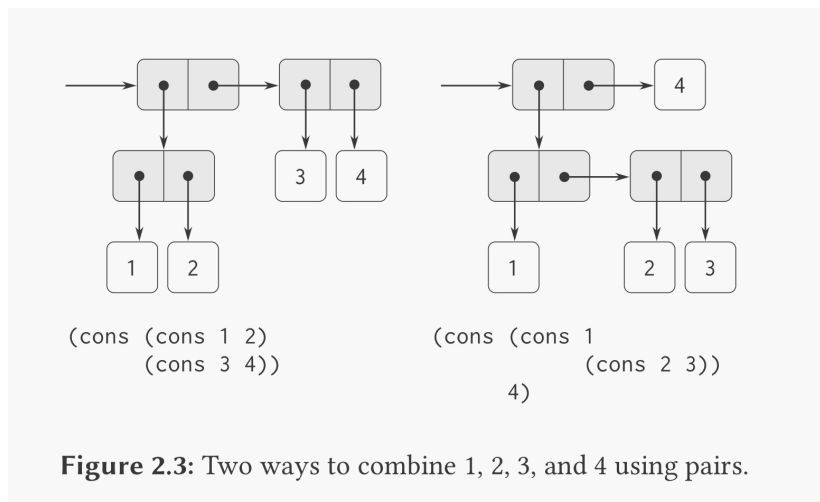 3 4
1 2
(cons (cons 1 2)
      (cons 3 4))
4
1 2 3
(cons (cons 1
            (cons 2 3))
      4)
Figure 2.3: Two ways to combine 1, 2, 3, and 4 using pairs.